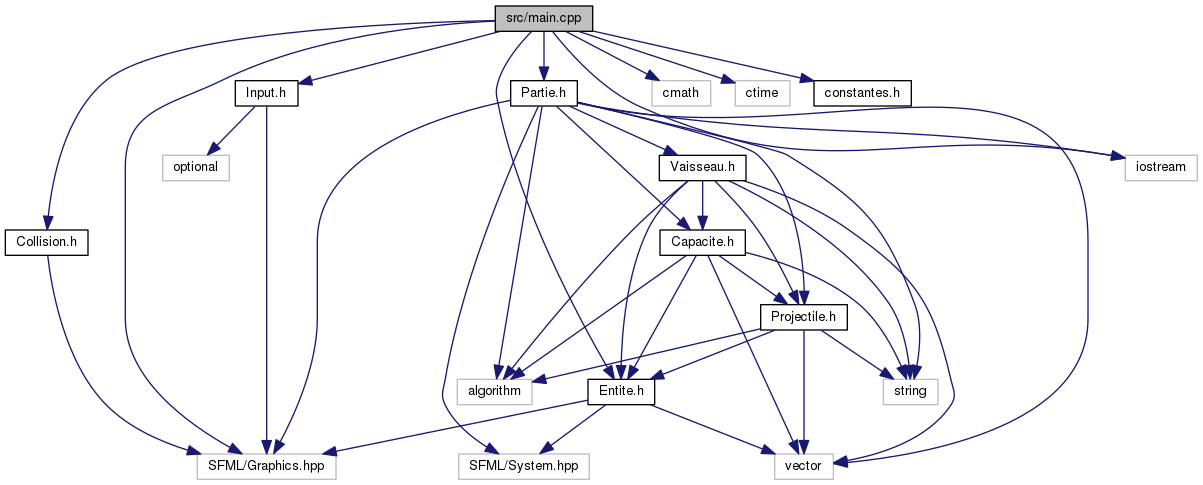 src/main.cpp
Input.h
Partie.h
cmath
ctime
constantes.h
optional
Vaisseau.h
iostream
Collision.h
Capacite.h
Projectile.h
algorithm
Entite.h
string
SFML/Graphics.hpp
SFML/System.hpp
vector